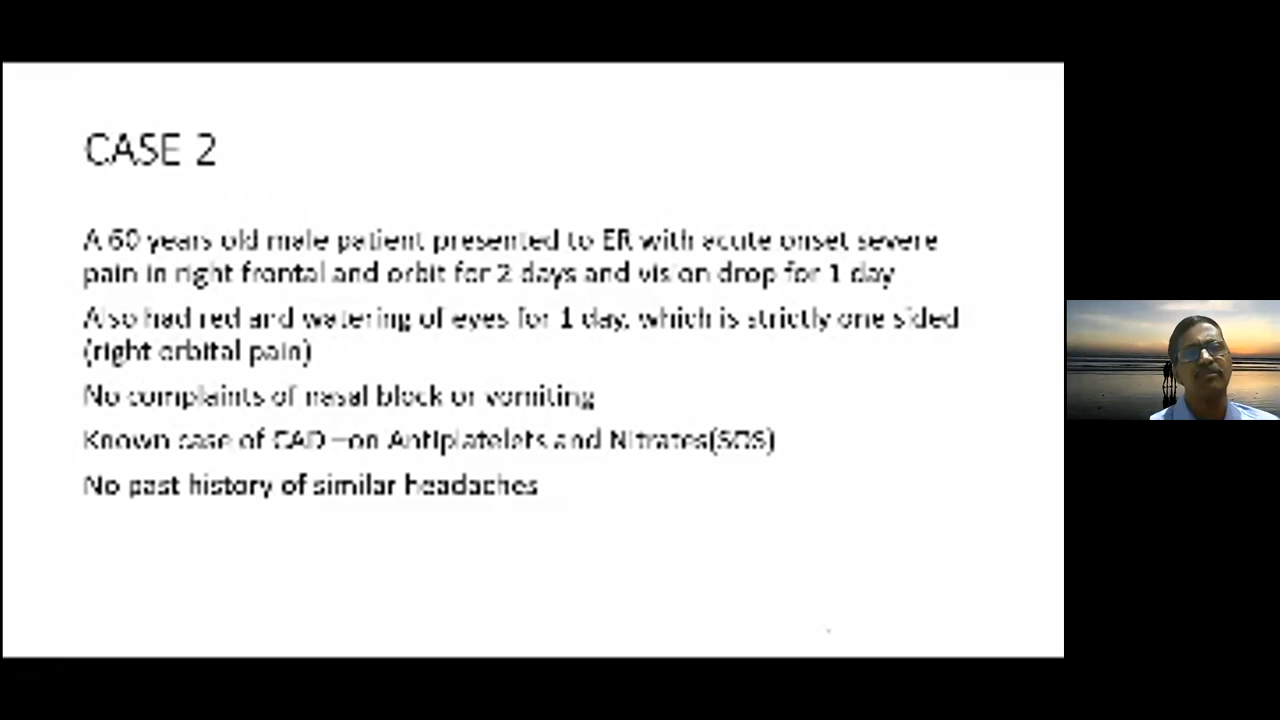 CASE 2
A 60 years old male patient presented to ER with acute onset severe
pain in right frontal and orbit for 2 days and vision drop for 1 day
Also had red and watering of eyes for 1 day, which is strictly one sided
(right orbital pain)
No complaints of nasal block or vomiting
Known case of CAD –on Antiplatelets and Nitrates(SOS)
No past history of similar headaches